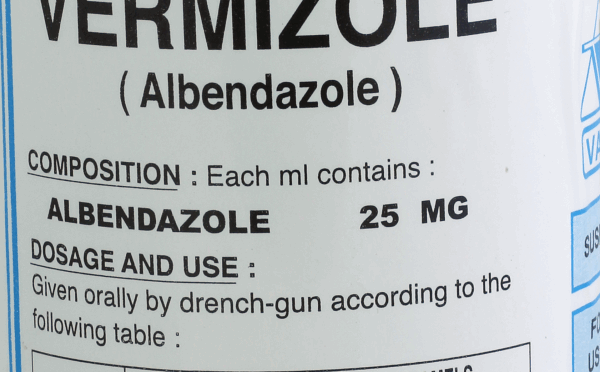 VERMIZOLE
( Albendazole )
COMPOSITION : Each ml contains :
ALBENDAZOLE 25 MG
DOSAGE AND USE :
Given orally by drench-gun according to the
following table :